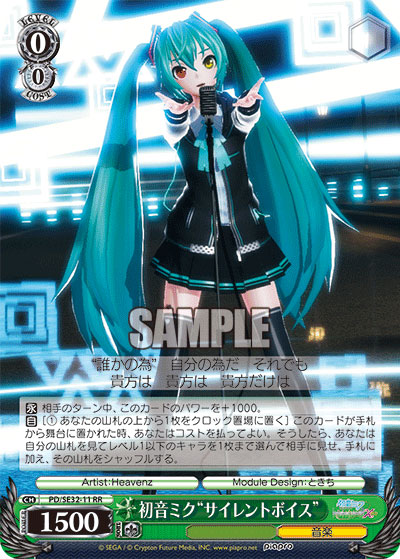 LEVEL
0
0
COST
SAMPLE
“誰かの為” 自分の為だ それでも
貴方は 貴方は 貴方だけは
永 相手のターン中、このカードのパワーを＋1000。
自 [① あなたの山札の上から1枚をクロック置場に置く] このカードが手札
から舞台に置かれた時、あなたはコストを払ってよい。そうしたら、あなたは
自分の山札を見てレベル1以下のキャラを1枚まで選んで相手に見せ、手札に
加え、その山札をシャッフルする。
Artist:Heavenz
Module Design:ときち
CH PD/SE32-11 RR
1500
初音ミク“サイレントボイス”
音楽
© SEGA / © Crypton Future Media, INC. www.piapro.net piapro